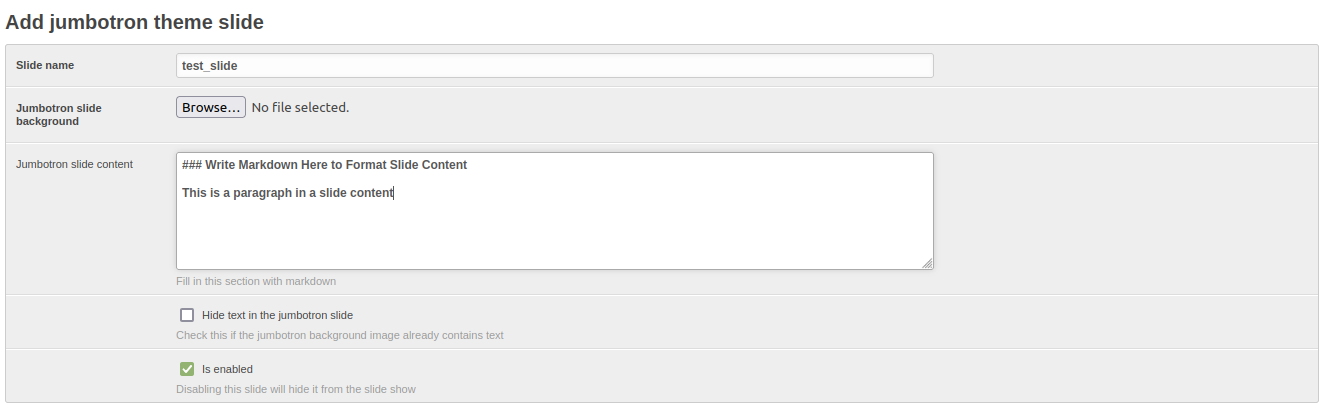 Add jumbotron theme slide
Slide name
test_slide
Jumbotron slide
background
Browse... No file selected.
Jumbotron slide content
### Write Markdown Here to Format Slide Content
This is a paragraph in a slide content
Fill in this section with markdown
Hide text in the jumbotron slide
Check this if the jumbotron background image already contains text
Is enabled
Disabling this slide will hide it from the slide show